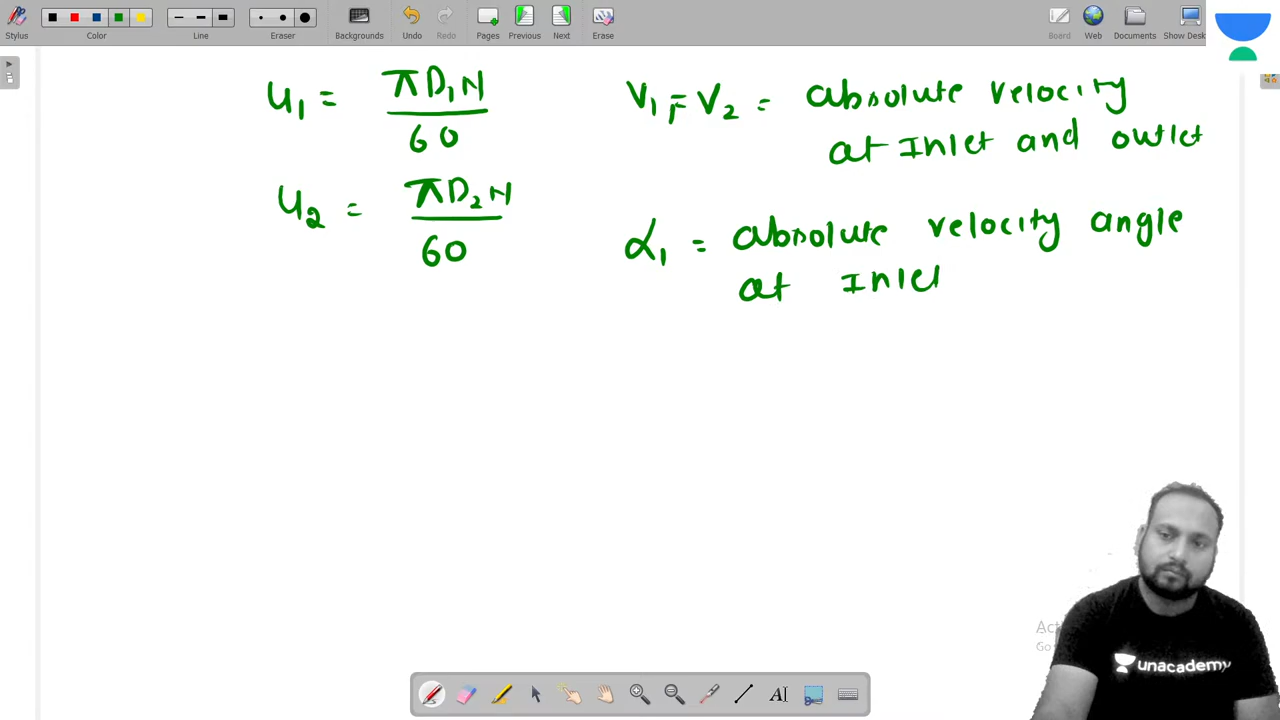 Stylus Color Line Eraser Backgrounds Undo Redo Pages Previous Next Erase Board Web Documents Show Desk
u₁ = πD₁N / 60
V₁, V₂ = absolute velocity
at Inlet and outlet
u₂ = πD₂N / 60
α₁ = absolute velocity angle
at Inlet
unacademy